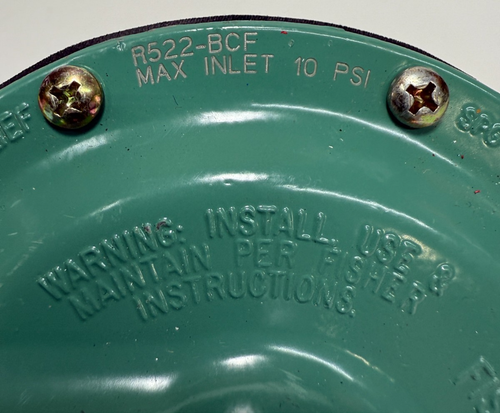 R522-BCF
MAX INLET 10 PSI
WARNING: INSTALL, USE &
MAINTAIN PER FISHER
INSTRUCTIONS.